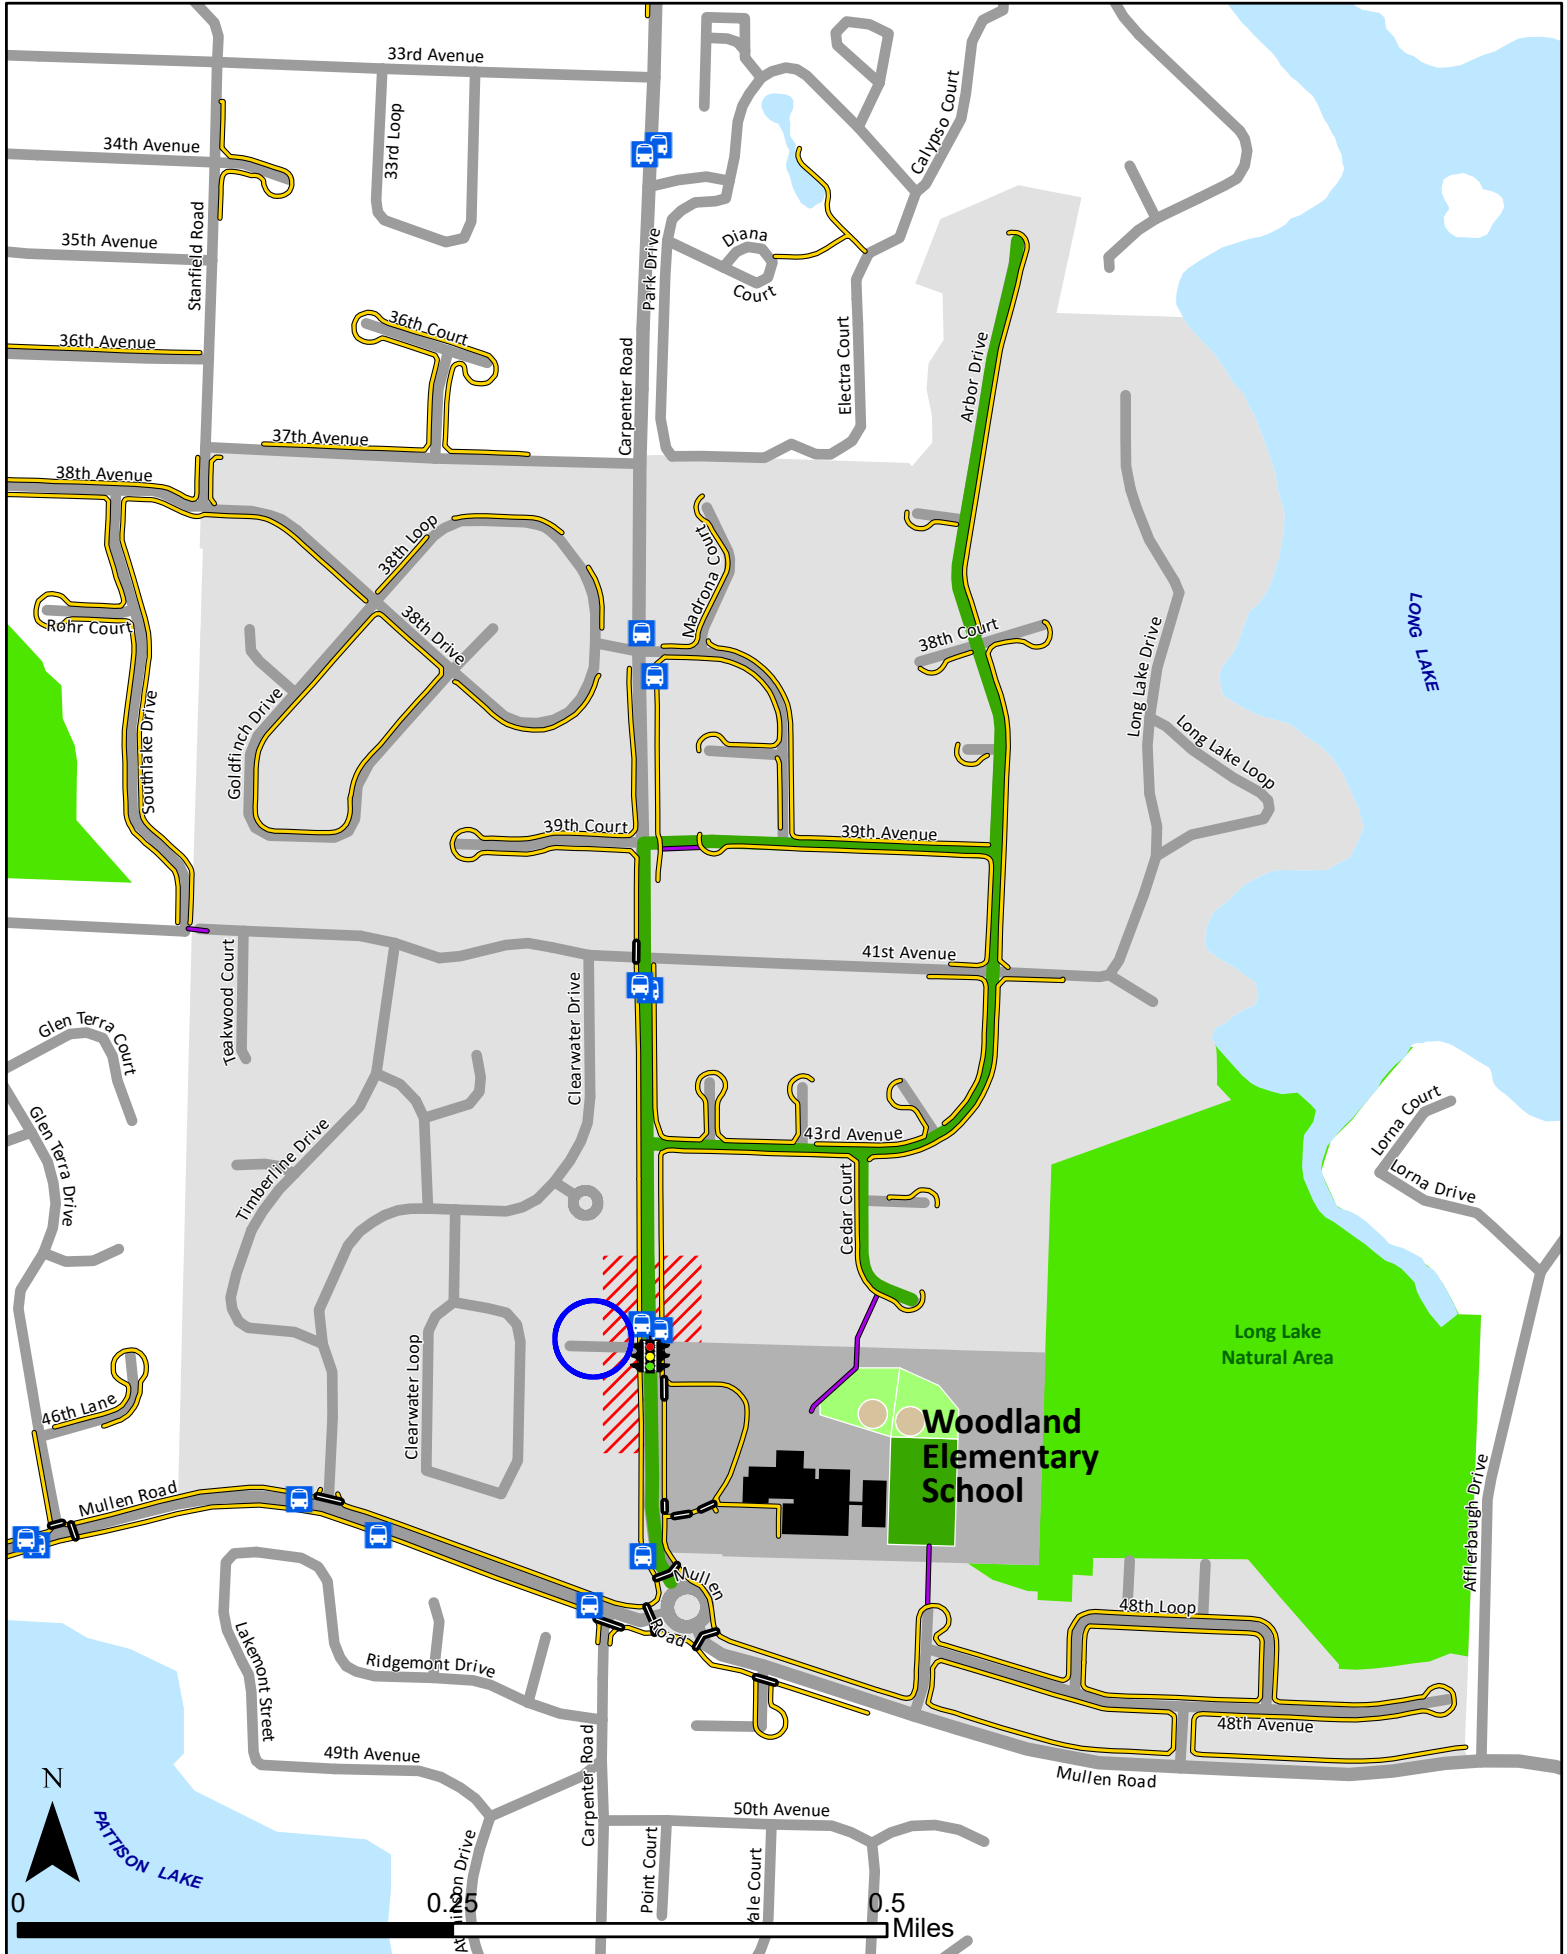 33rd Avenue
33rd Loop
34th Avenue
Stanfield Road
35th Avenue
Calypso Court
Park Drive
Diana
Court
36th Avenue
36th Court
Carpenter Road
Electra Court
Arbor Drive
37th Avenue
38th Avenue
38th Loop
Madrona Court
38th Drive
Rohr Court
38th Court
LONG LAKE
Long Lake Drive
Long Lake Loop
Goldfinch Drive
Southlake Drive
39th Court
39th Avenue
41st Avenue
Teakwood Court
Clearwater Drive
Glen Terra Court
Glen Terra Drive
Timberline Drive
43rd Avenue
Cedar Court
Lorna Court
Lorna Drive
Long Lake
Natural Area
Clearwater Loop
46th Lane
Woodland
Elementary
School
Mullen Road
Afflerbaugh Drive
Mullen
Road
48th Loop
Lakemont Street
Ridgemont Drive
48th Avenue
49th Avenue
Carpenter Road
Mullen Road
50th Avenue
Point Court
N
PATTISON LAKE
0
0.25
0.5
Miles